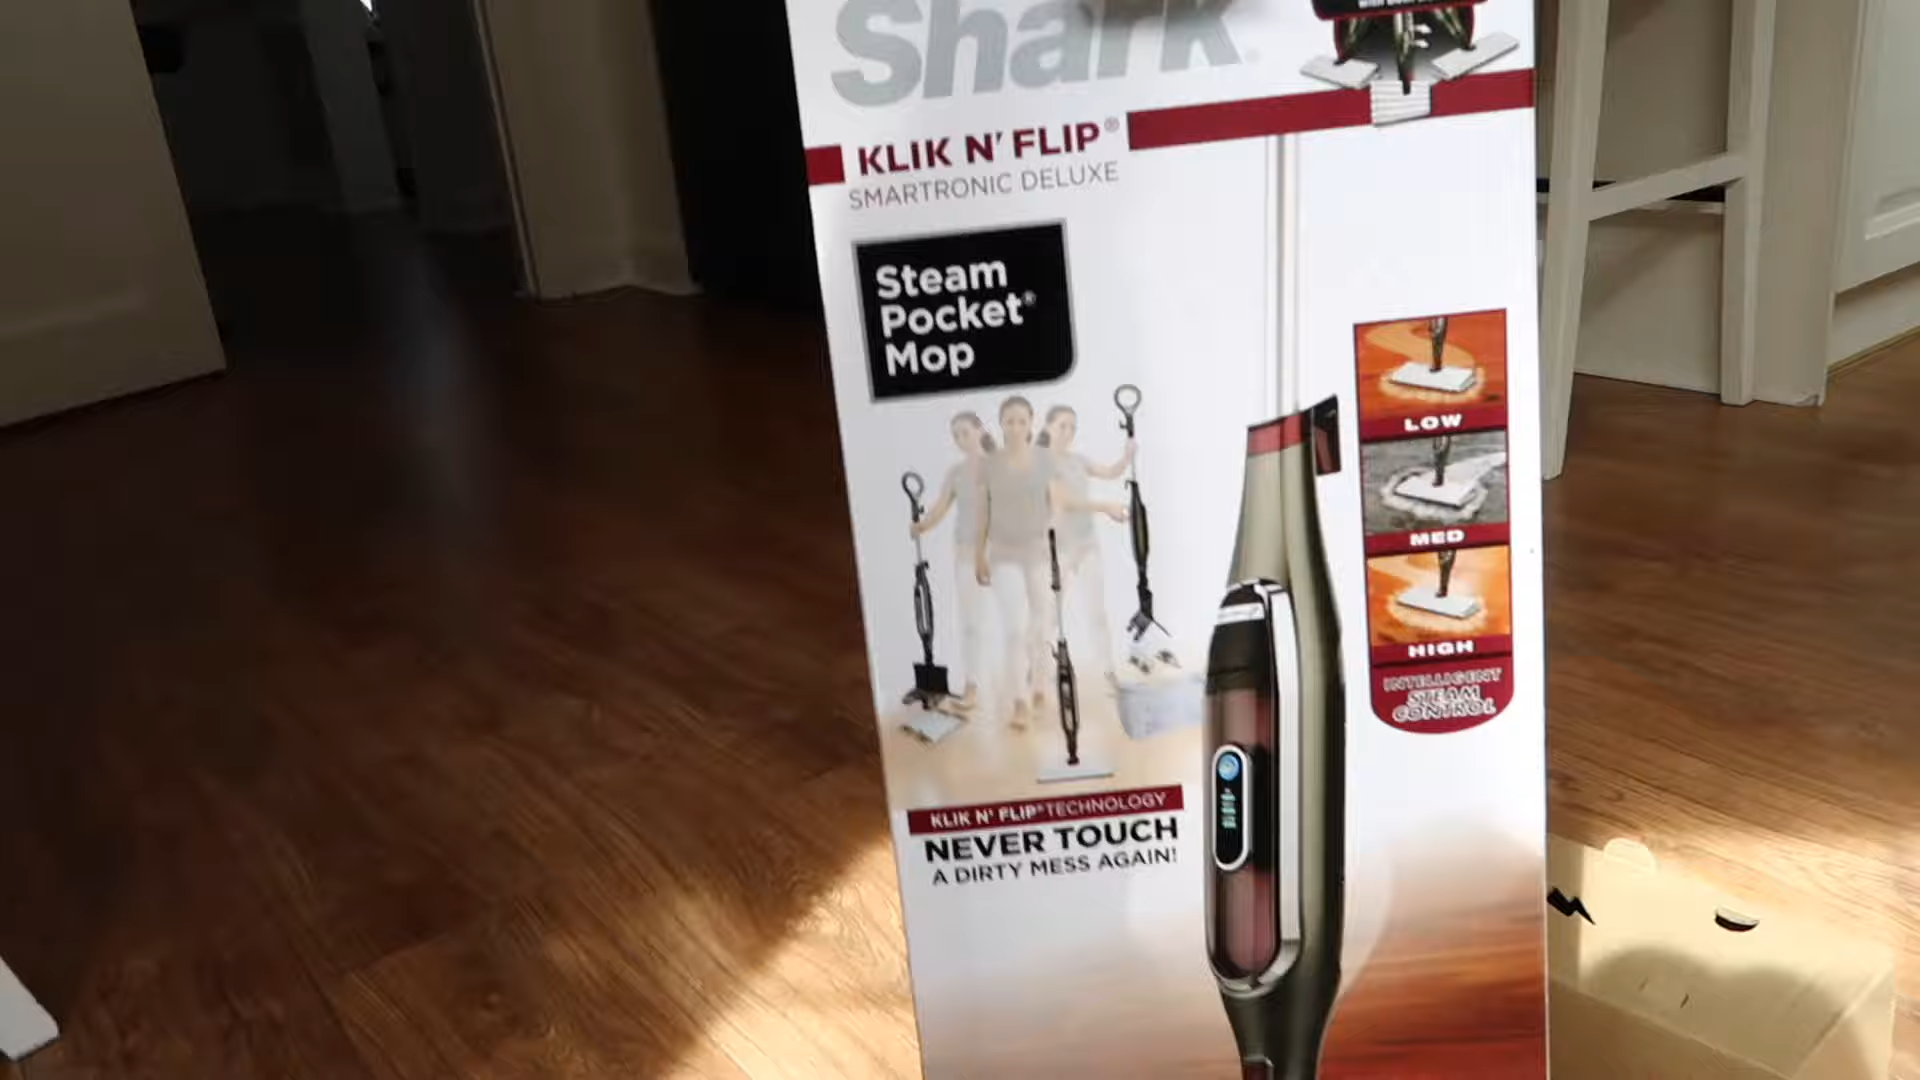 Shark
KLIK N' FLIP®
SMARTRONIC DELUXE
Steam
Pocket®
Mop
LOW
MED
HIGH
INTELLIGENT
STEAM
CONTROL
KLIK N' FLIP® TECHNOLOGY
NEVER TOUCH
A DIRTY MESS AGAIN!